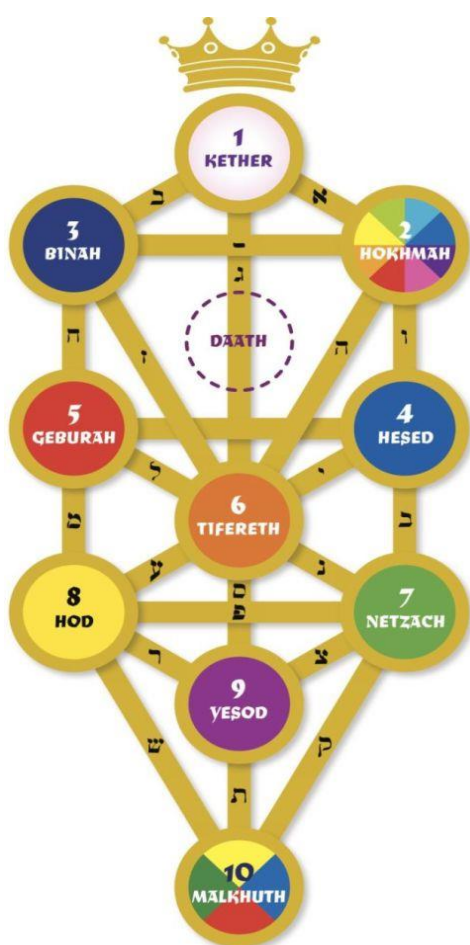 1
KETHER
ב א
3
BINAH
2
HOKHMAH
ג
DAATH
ח ז ה ו
5
GEBURAH
4
HESED
ל י
6
TIFERETH
מ
ם
פ
8
HOD
7
NETZACH
ר צ
9
YESOD
ש ק
ת
10
MALKHUTH